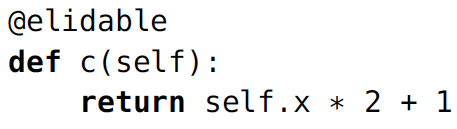 @elidable
def c(self):
    return self.x * 2 + 1